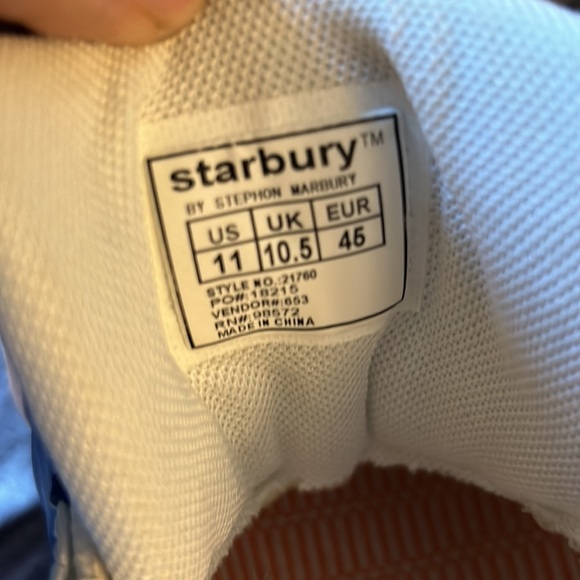 starbury™
BY STEPHON MARBURY
US UK EUR
11 10.5 45
STYLE NO.:21760
PO#:18215
VENDOR#:653
RN#:98572
MADE IN CHINA